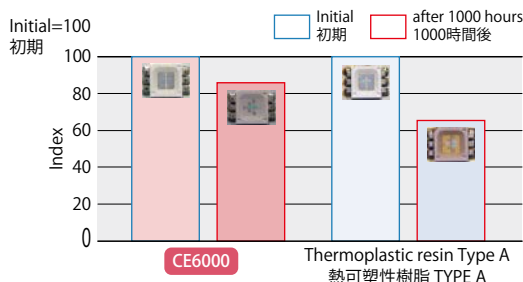 Initial=100
初期
Initial
初期
after 1000 hours
1000時間後
100
80
60
40
20
0
Index
CE6000
Thermoplastic resin Type A
熱可塑性樹脂 TYPE A